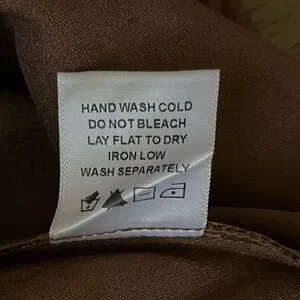 HAND WASH COLD
DO NOT BLEACH
LAY FLAT TO DRY
IRON LOW
WASH SEPARATELY